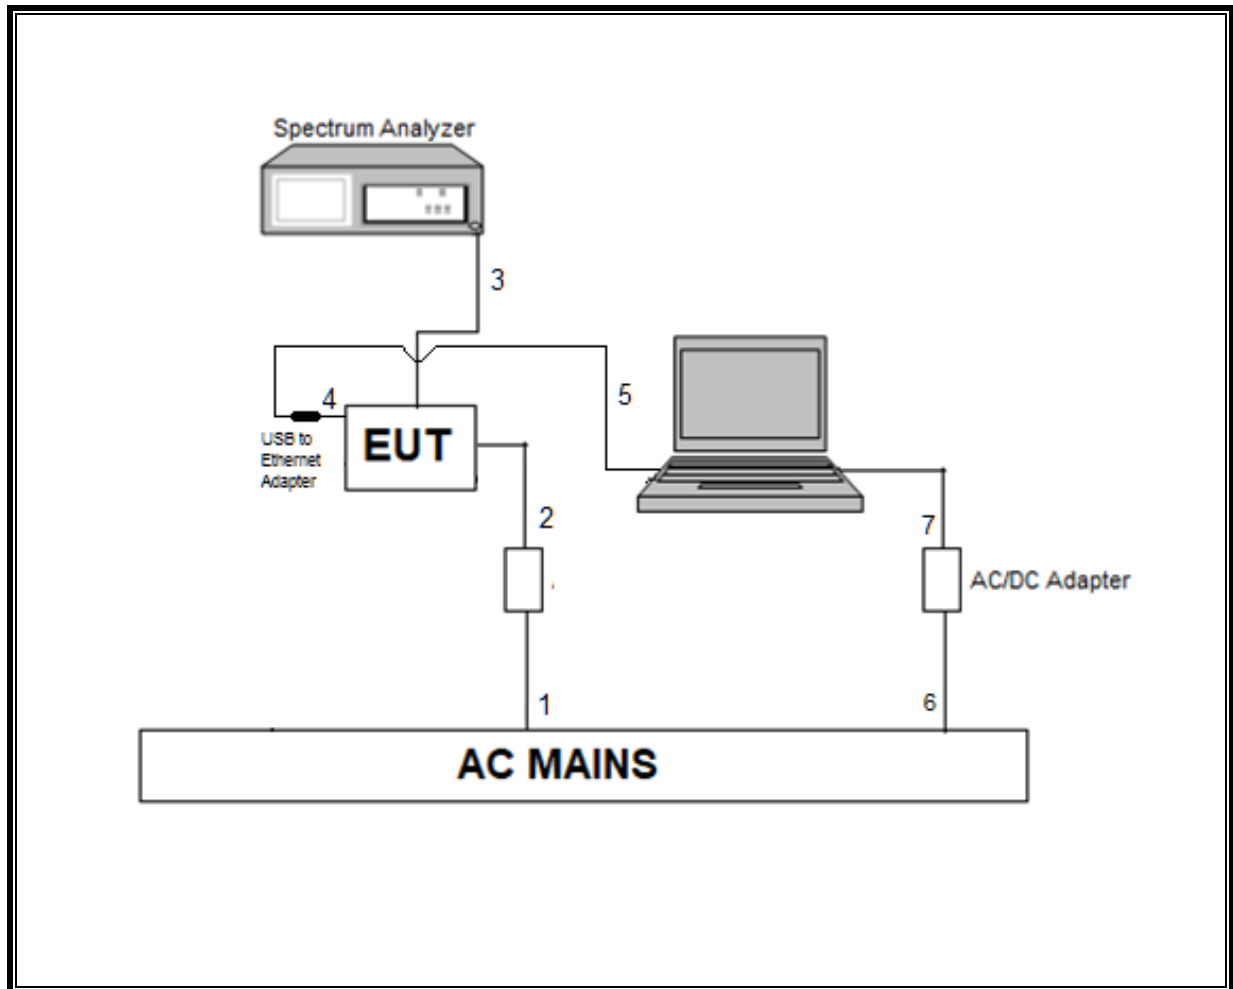 Spectrum Analyzer
3
5
4
USB to
Ethernet
Adapter
EUT
2
7
AC/DC Adapter
1
6
AC MAINS